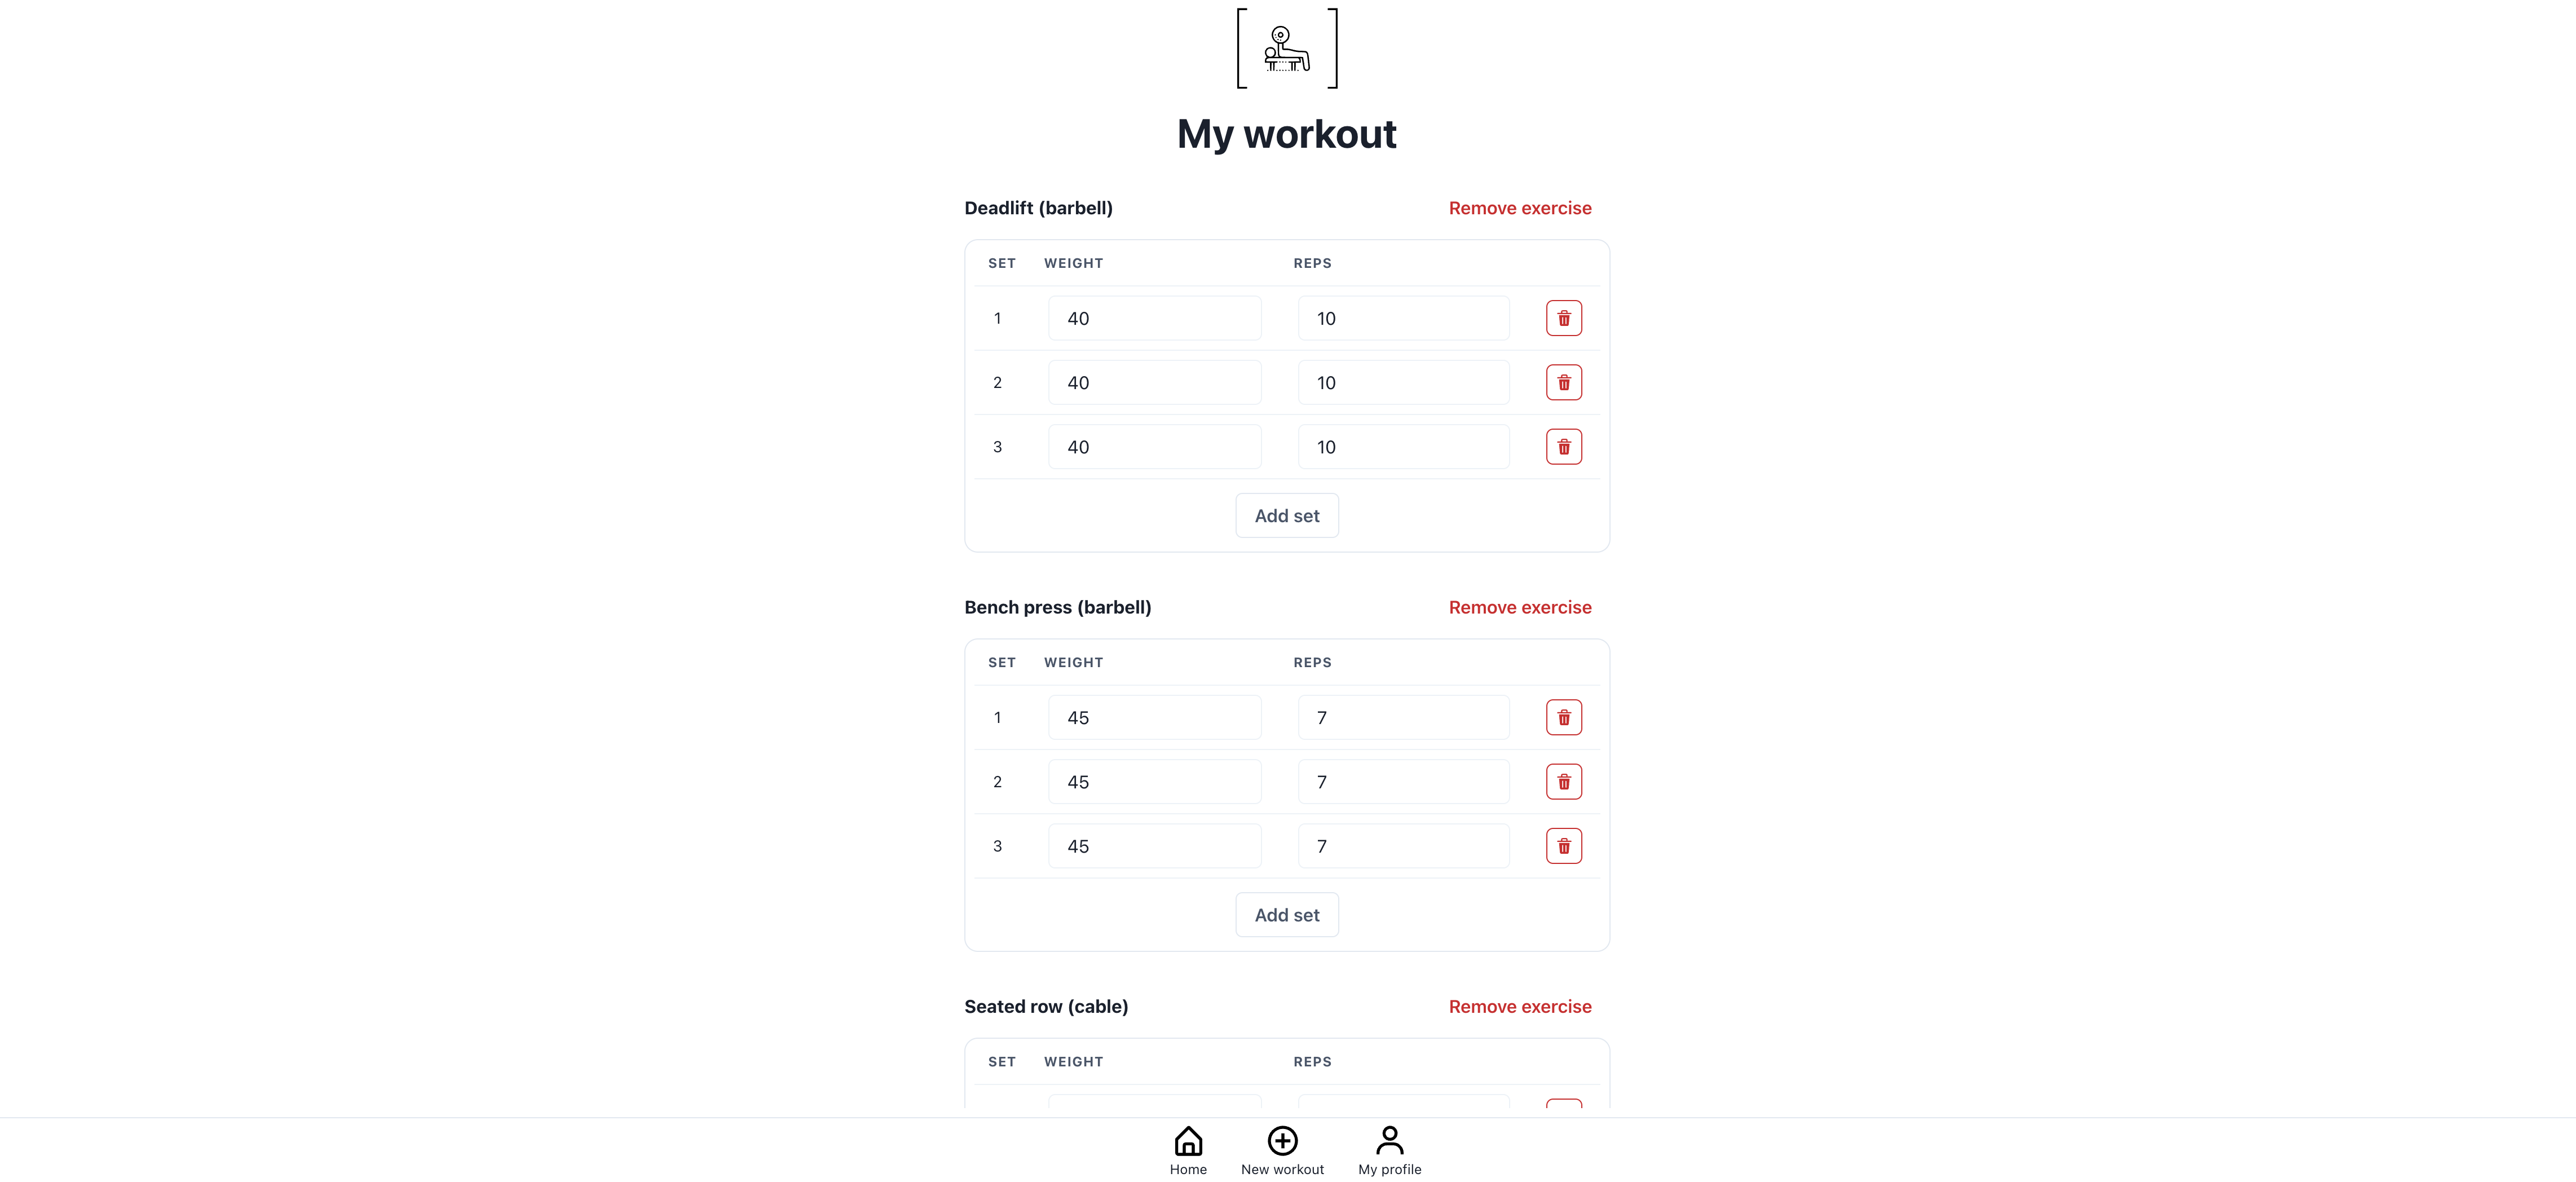 My workout
Deadlift (barbell) Remove exercise
SET WEIGHT REPS
1 40 10
2 40 10
3 40 10
Add set
Bench press (barbell) Remove exercise
SET WEIGHT REPS
1 45 7
2 45 7
3 45 7
Add set
Seated row (cable) Remove exercise
SET WEIGHT REPS
Home New workout My profile